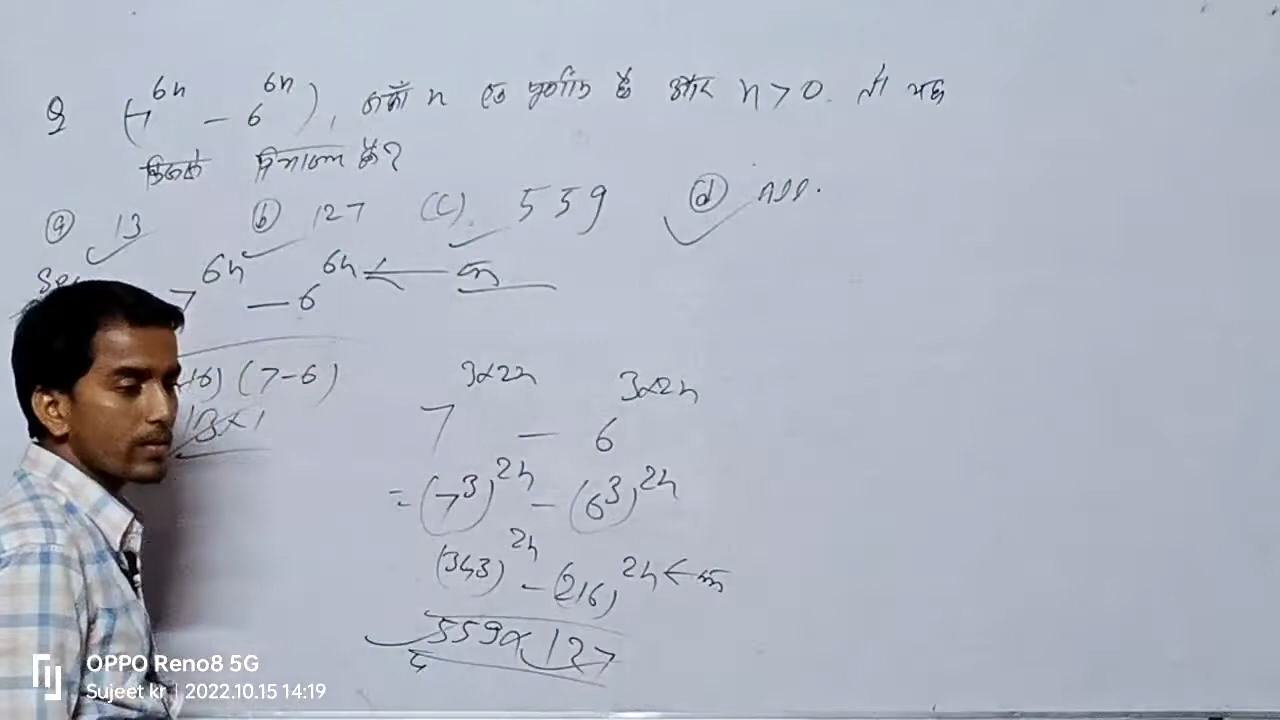 Q (7^6n − 6^6n), जहाँ n एक पूर्णांक है और n > 0. तो यह
किससे विभाज्य है?
(a) 13 (b) 127 (c). 559 (d)
7^6n − 6^6n ←
+6) (7−6)
13×1
7^3×2n − 6^3×2n
= (7^3)^2n − (6^3)^2n
(343)^2n − (216)^2n ←
559×127
OPPO Reno8 5G
Sujeet kr | 2022.10.15 14:19